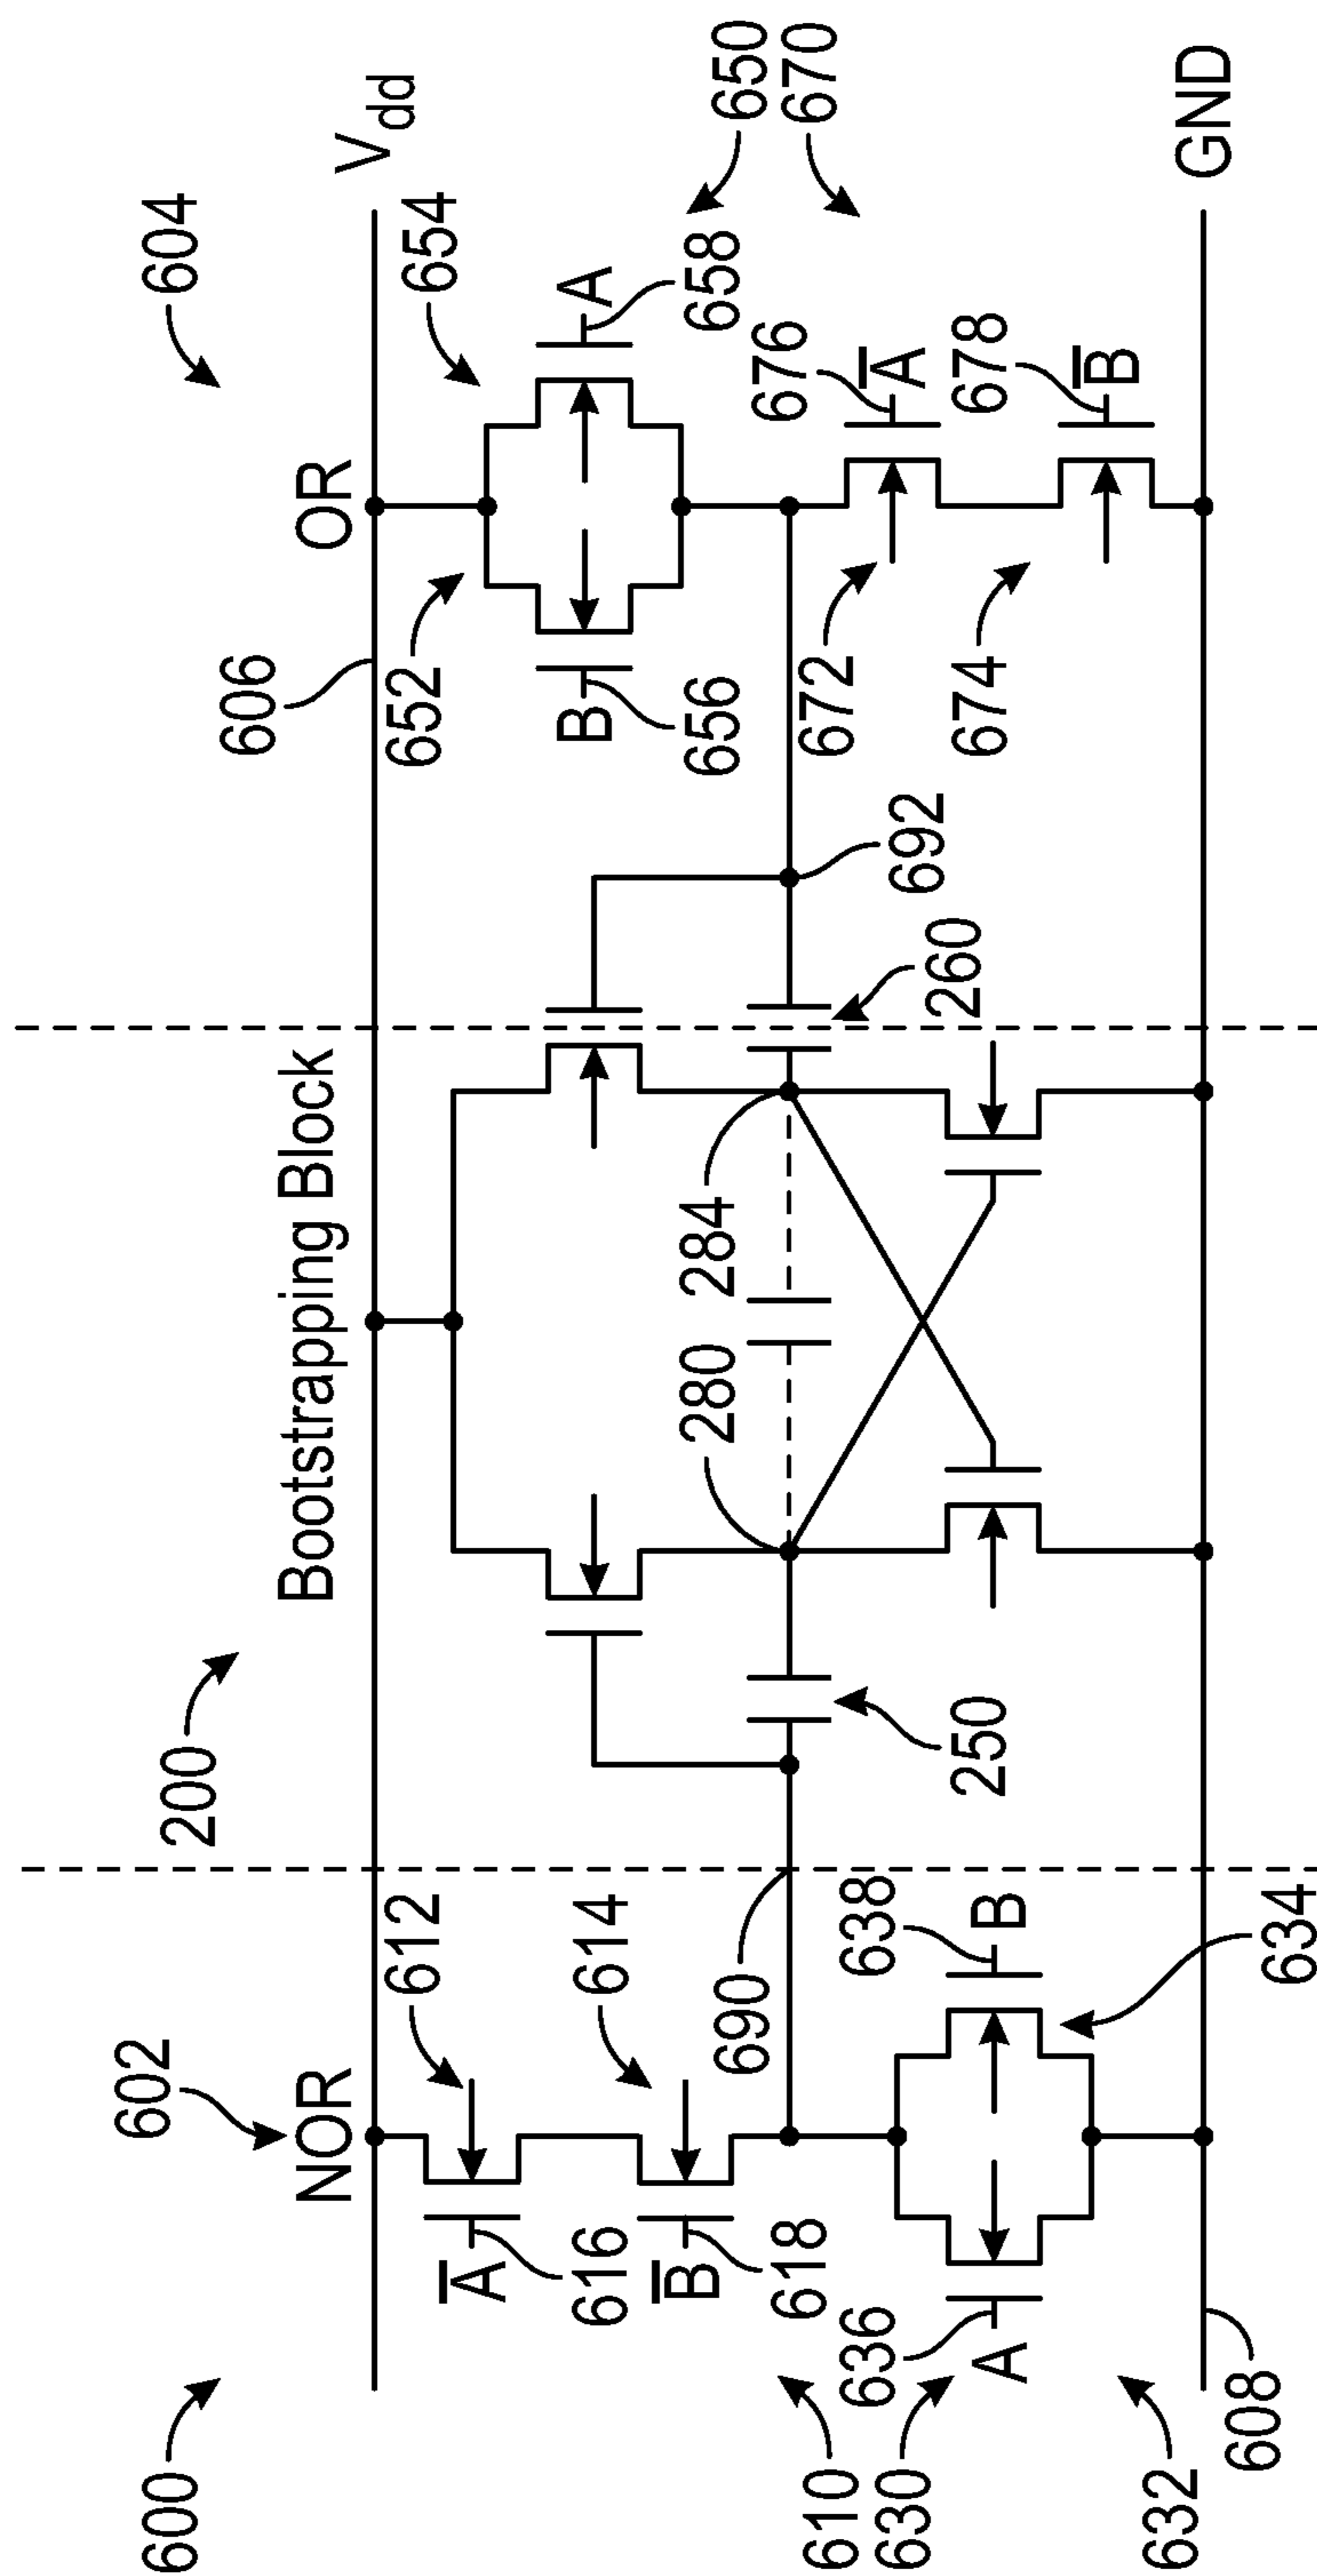 600
602
NOR
200
Bootstrapping Block
604
OR
606
V dd
612
A̅
616
614
B̅
618
690
610
630
636
A
638
B
634
632
608
250
280
284
260
692
652
654
B
656
A
658
650
670
672
676
A̅
674
678
B̅
GND